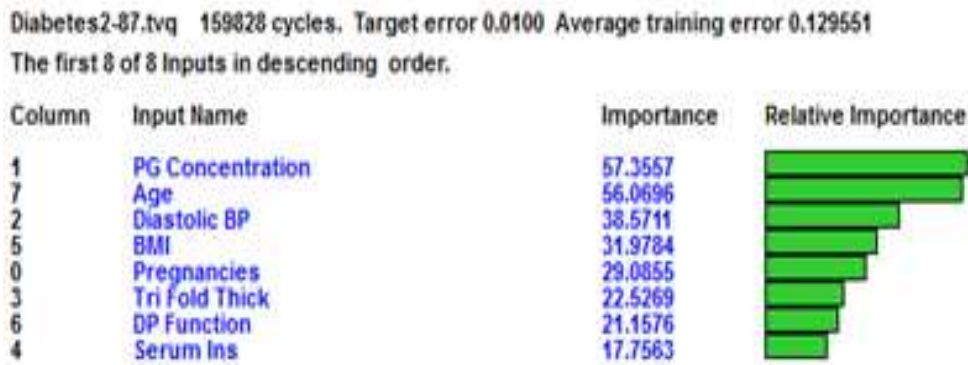 Diabetes2-87.tvq 159828 cycles. Target error 0.0100 Average training error 0.129551
The first 8 of 8 Inputs in descending order.
Column Input Name Importance Relative Importance
1 PG Concentration 57.3557
7 Age 56.0696
2 Diastolic BP 38.5711
5 BMI 31.9784
0 Pregnancies 29.0855
3 Tri Fold Thick 22.5269
6 DP Function 21.1576
4 Serum Ins 17.7563